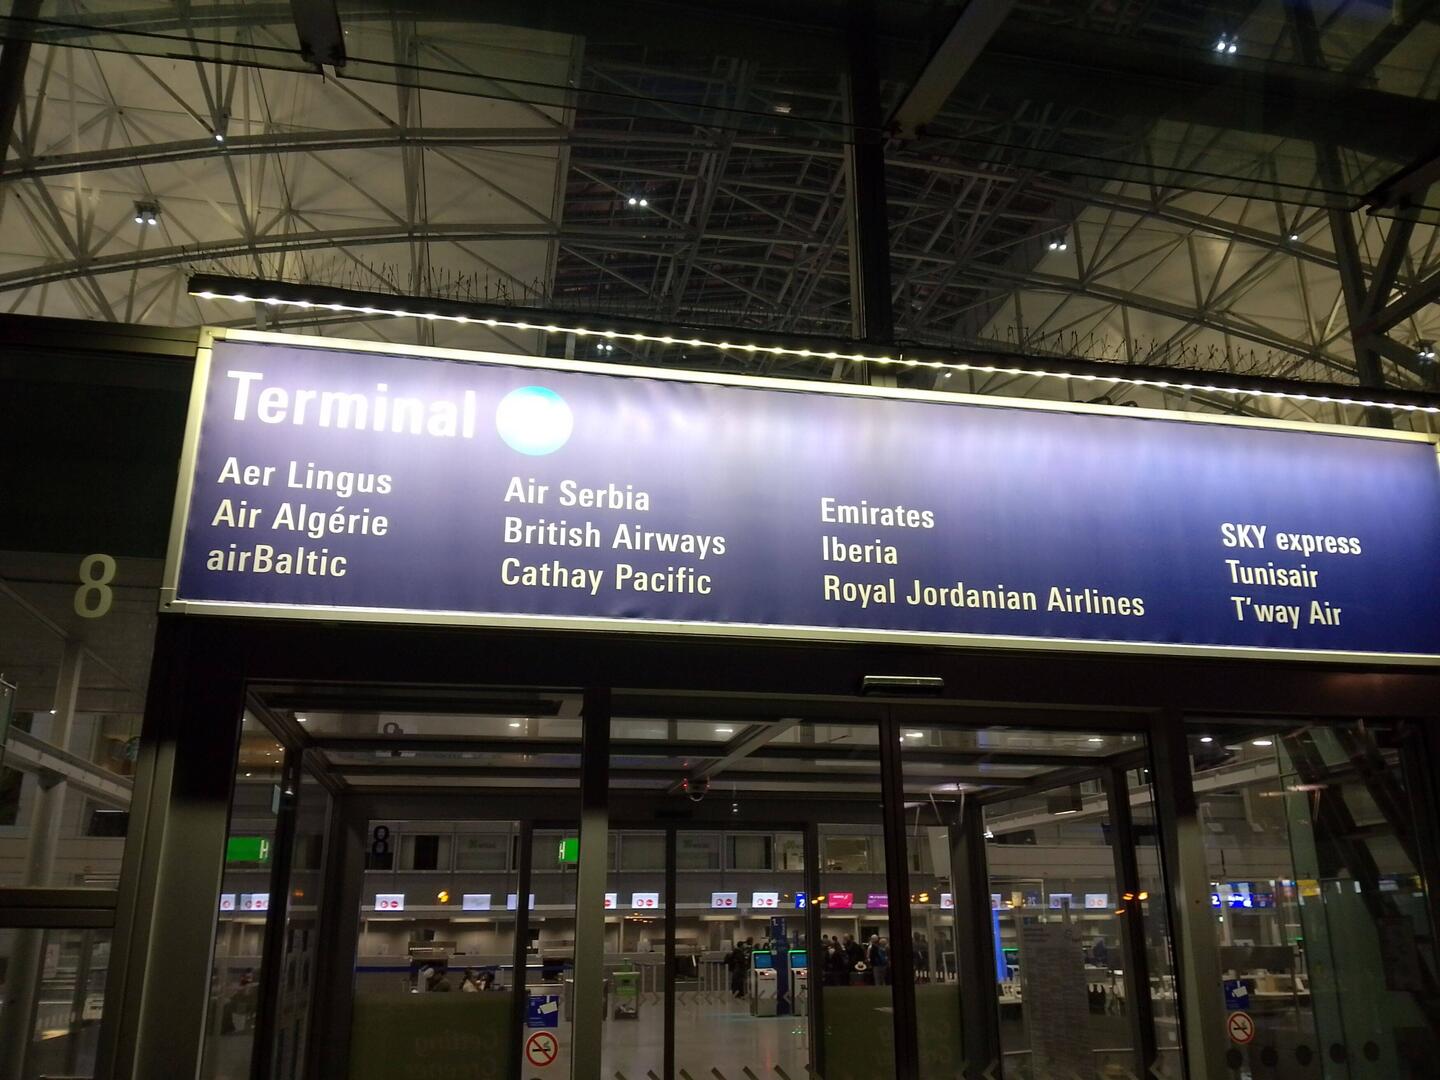 Terminal
Aer Lingus
Air Algérie
airBaltic
Air Serbia
British Airways
Cathay Pacific
Emirates
Iberia
Royal Jordanian Airlines
SKY express
Tunisair
T'way Air
8
8
H
H